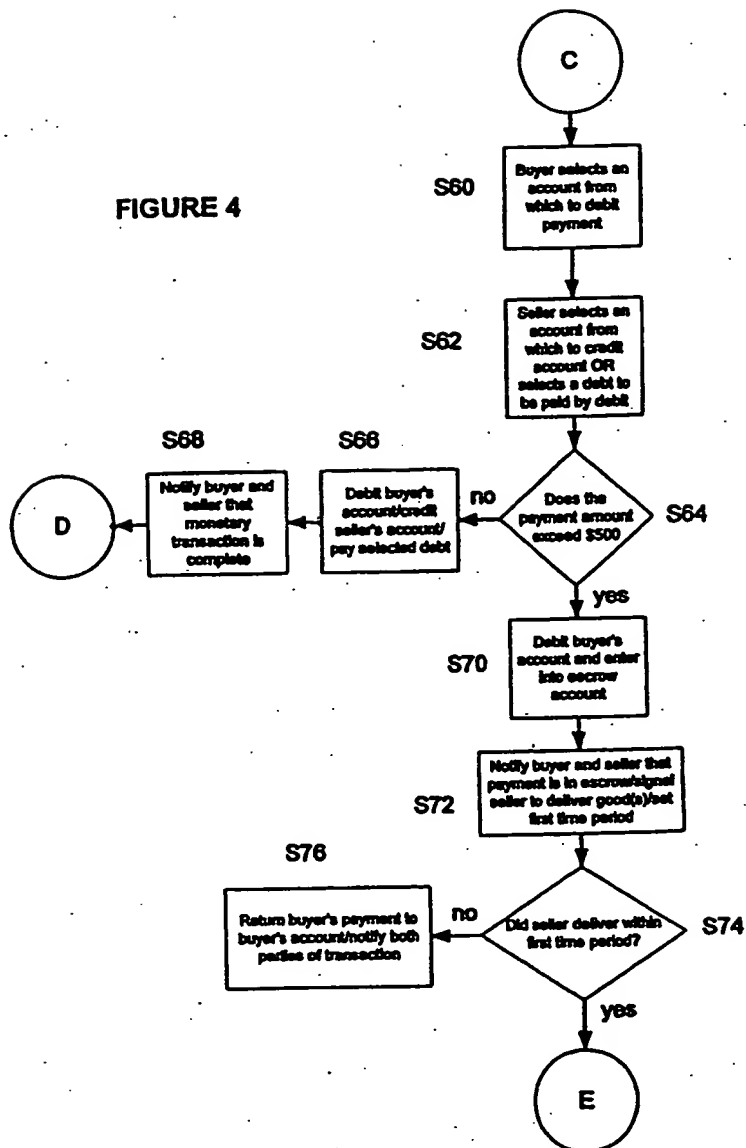 C
S60
Buyer selects an
account from
which to debit
payment
FIGURE 4
S62
Seller selects an
account from
which to credit
account OR
selects a debt to
be paid by debit
S68
S66
Notify buyer and
seller that
monetary
transaction is
complete
Debit buyer's
account/credit
seller's account/
pay selected debt
no
Does the
payment amount
exceed $500
S64
D
yes
S70
Debit buyer's
account and enter
into escrow
account
S72
Notify buyer and seller that
payment is in escrow/signal
seller to deliver good(s)/set
first time period
S76
Return buyer's payment to
buyer's account/notify both
parties of transaction
no
Did seller deliver within
first time period?
S74
yes
E